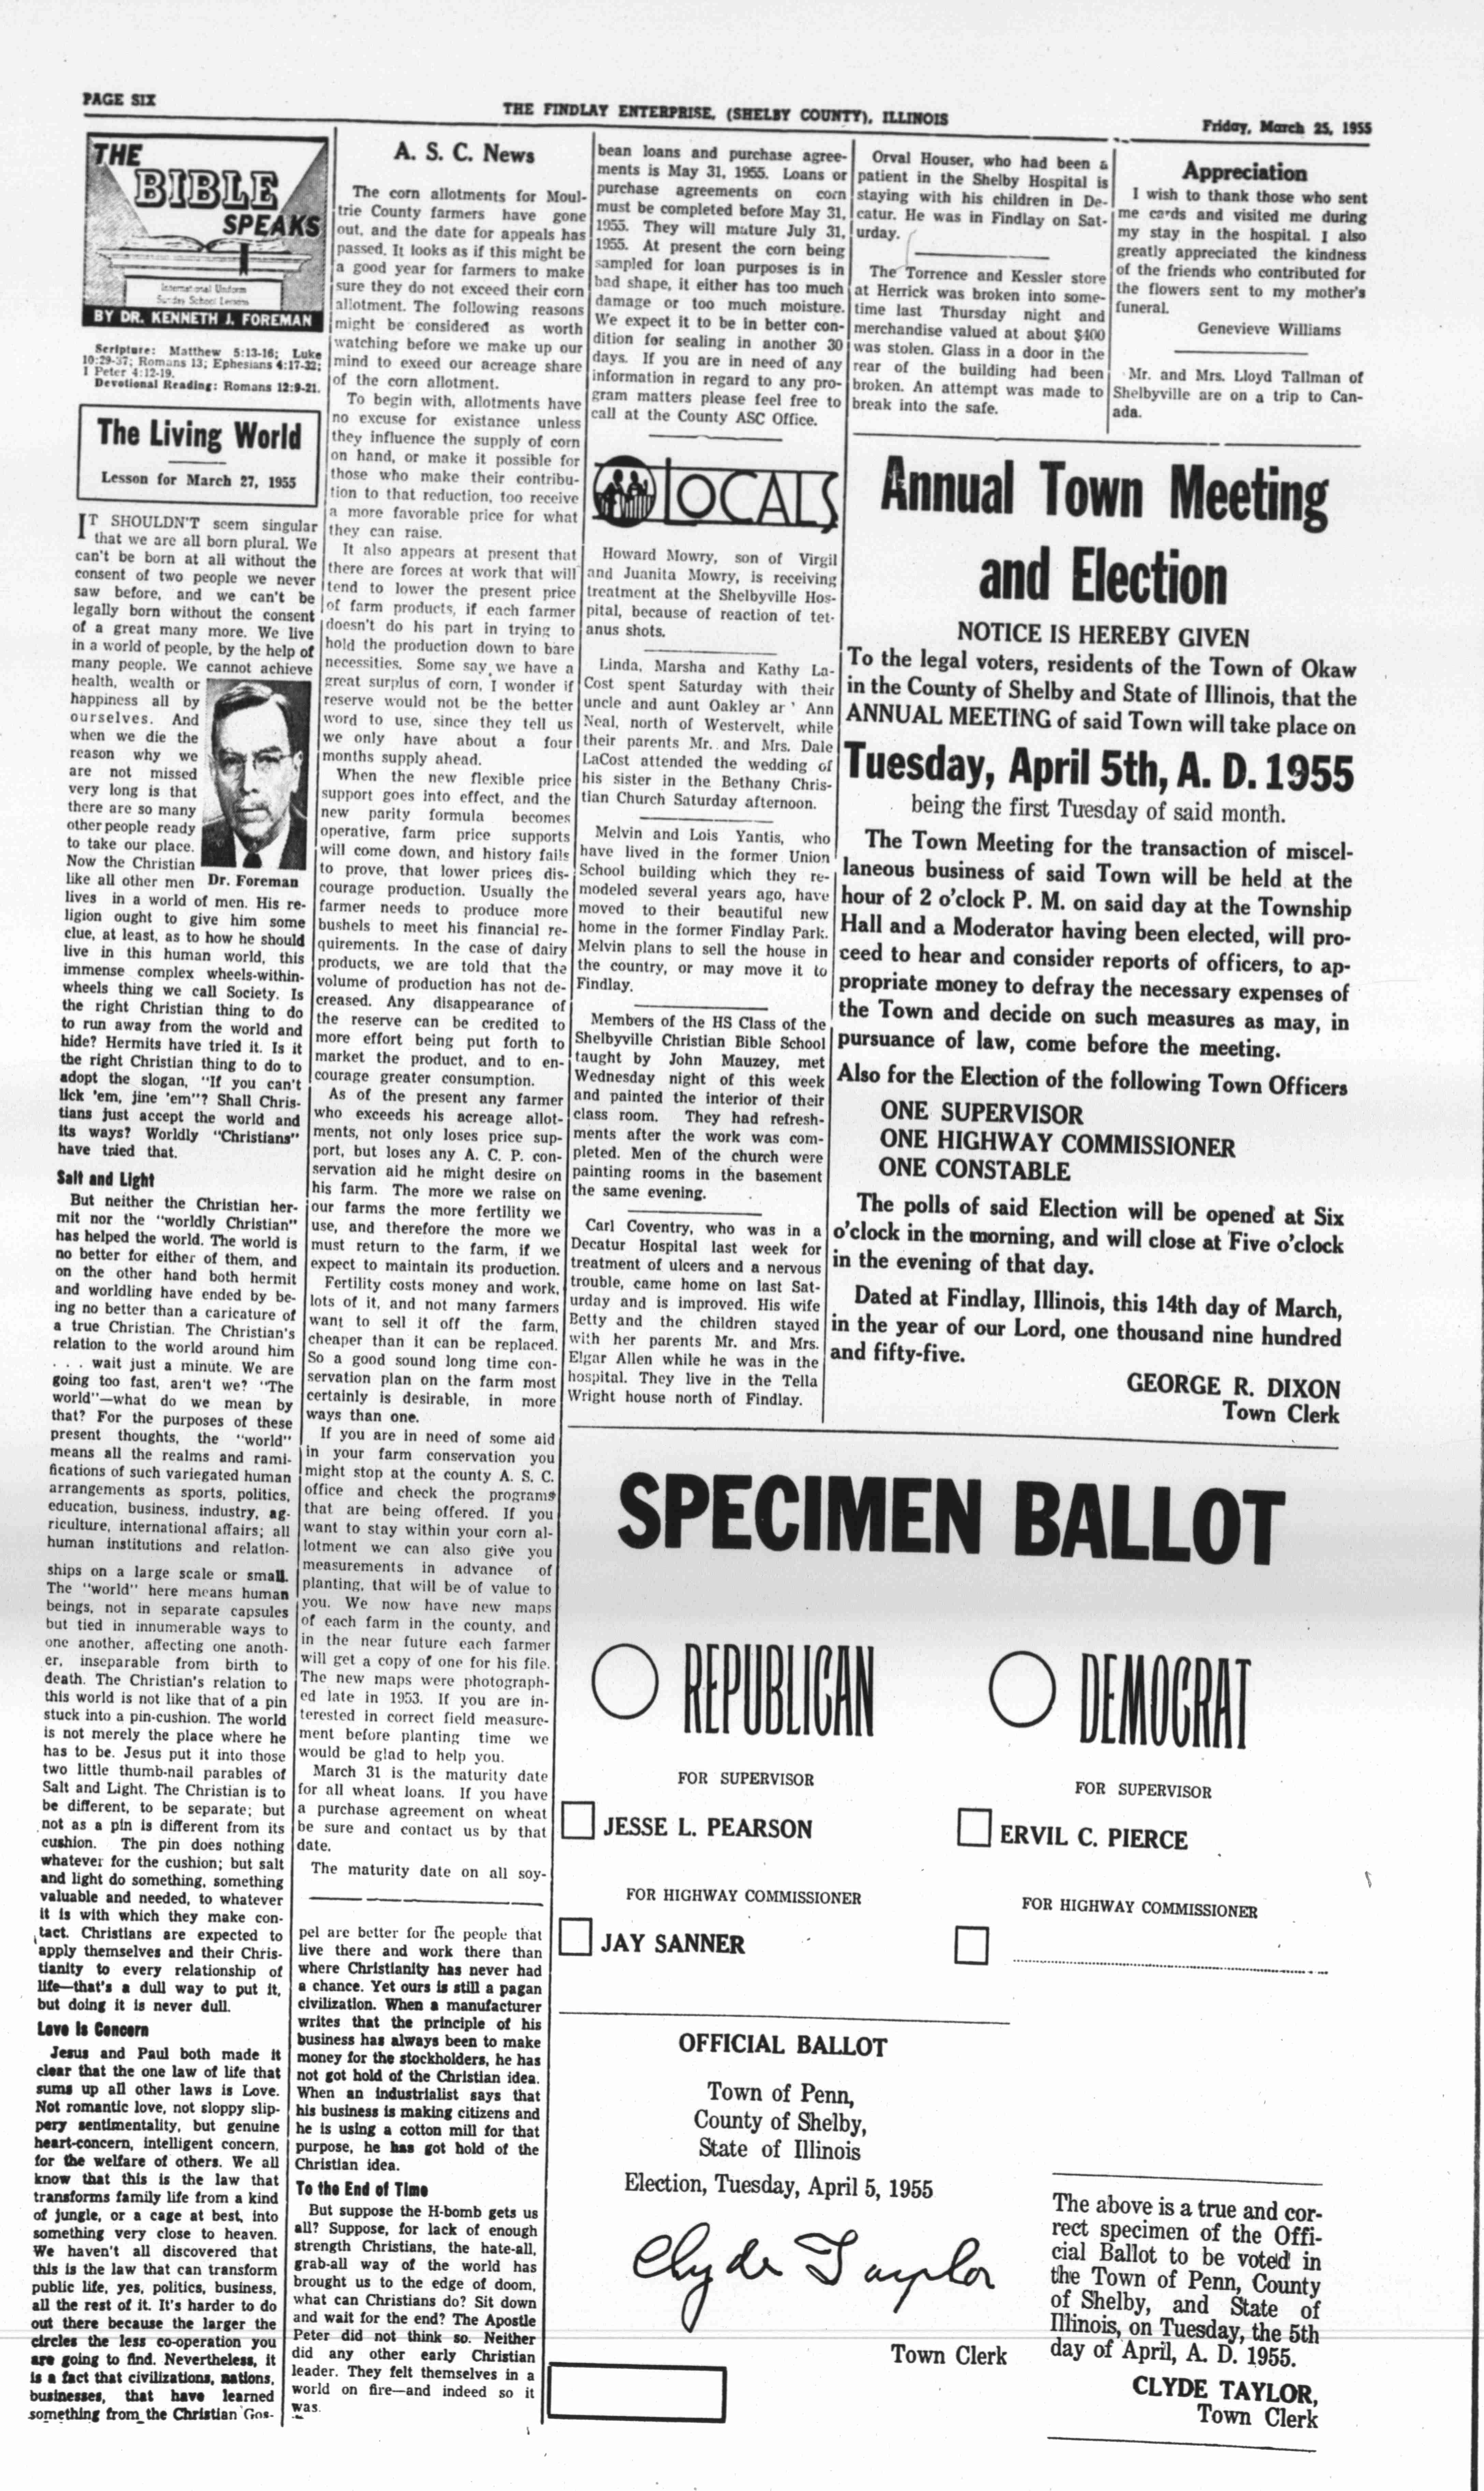 PAGE SIX
THE FINDLAY ENTERPRISE, (SHELBY COUNTY), ILLINOIS
Friday, March 25, 1955
THE
BIBLE
SPEAKS
International Uniform
Sunday School Lessons
BY DR. KENNETH J. FOREMAN
Scripture: Matthew 5:13-16; Luke
10:29-37; Romans 13; Ephesians 4:17-32;
1 Peter 4:12-19.
Devotional Reading: Romans 12:9-21.
The Living World
Lesson for March 27, 1955
IT SHOULDN'T seem singular
that we are all born plural. We
can't be born at all without the
consent of two people we never
saw before, and we can't be
legally born without the consent
of a great many more. We live
in a world of people, by the help of
many people. We cannot achieve
health, wealth or
happiness all by
ourselves. And
when we die the
reason why we
are not missed
very long is that
there are so many
other people ready
to take our place.
Now the Christian
like all other men
Dr. Foreman
lives in a world of men. His re-
ligion ought to give him some
clue, at least, as to how he should
live in this human world, this
immense complex wheels-within-
wheels thing we call Society. Is
the right Christian thing to do
to run away from the world and
hide? Hermits have tried it. Is it
the right Christian thing to do to
adopt the slogan, "If you can't
lick 'em, jine 'em"? Shall Chris-
tians just accept the world and
its ways? Worldly "Christians"
have tried that.
Salt and Light
But neither the Christian her-
mit nor the "worldly Christian"
has helped the world. The world is
no better for either of them, and
on the other hand both hermit
and worldling have ended by be-
ing no better than a caricature of
a true Christian. The Christian's
relation to the world around him
. . . wait just a minute. We are
going too fast, aren't we? "The
world"—what do we mean by
that? For the purposes of these
present thoughts, the "world"
means all the realms and rami-
fications of such variegated human
arrangements as sports, politics,
education, business, industry, ag-
riculture, international affairs; all
human institutions and relation-
ships on a large scale or small.
The "world" here means human
beings, not in separate capsules
but tied in innumerable ways to
one another, affecting one anoth-
er, inseparable from birth to
death. The Christian's relation to
this world is not like that of a pin
stuck into a pin-cushion. The world
is not merely the place where he
has to be. Jesus put it into those
two little thumb-nail parables of
Salt and Light. The Christian is to
be different, to be separate; but
not as a pin is different from its
cushion. The pin does nothing
whatever for the cushion; but salt
and light do something, something
valuable and needed, to whatever
it is with which they make con-
tact. Christians are expected to
apply themselves and their Chris-
tianity to every relationship of
life—that's a dull way to put it,
but doing it is never dull.
Love Is Concern
Jesus and Paul both made it
clear that the one law of life that
sums up all other laws is Love.
Not romantic love, not sloppy slip-
pery sentimentality, but genuine
heart-concern, intelligent concern,
for the welfare of others. We all
know that this is the law that
transforms family life from a kind
of jungle, or a cage at best, into
something very close to heaven.
We haven't all discovered that
this is the law that can transform
public life, yes, politics, business,
all the rest of it. It's harder to do
out there because the larger the
circles the less co-operation you
are going to find. Nevertheless, it
is a fact that civilizations, nations,
businesses, that have learned
something from the Christian Gos-
A. S. C. News
The corn allotments for Moul-
trie County farmers have gone
out, and the date for appeals has
passed. It looks as if this might be
a good year for farmers to make
sure they do not exceed their corn
allotment. The following reasons
might be considered as worth
watching before we make up our
mind to exeed our acreage share
of the corn allotment.
To begin with, allotments have
no excuse for existance unless
they influence the supply of corn
on hand, or make it possible for
those who make their contribu-
tion to that reduction, too receive
a more favorable price for what
they can raise.
It also appears at present that
there are forces at work that will
tend to lower the present price
of farm products, if each farmer
doesn't do his part in trying to
hold the production down to bare
necessities. Some say we have a
great surplus of corn, I wonder if
reserve would not be the better
word to use, since they tell us
we only have about a four
months supply ahead.
When the new flexible price
support goes into effect, and the
new parity formula becomes
operative, farm price supports
will come down, and history fails
to prove, that lower prices dis-
courage production. Usually the
farmer needs to produce more
bushels to meet his financial re-
quirements. In the case of dairy
products, we are told that the
volume of production has not de-
creased. Any disappearance of
the reserve can be credited to
more effort being put forth to
market the product, and to en-
courage greater consumption.
As of the present any farmer
who exceeds his acreage allot-
ments, not only loses price sup-
port, but loses any A. C. P. con-
servation aid he might desire on
his farm. The more we raise on
our farms the more fertility we
use, and therefore the more we
must return to the farm, if we
expect to maintain its production.
Fertility costs money and work,
lots of it, and not many farmers
want to sell it off the farm,
cheaper than it can be replaced.
So a good sound long time con-
servation plan on the farm most
certainly is desirable, in more
ways than one.
If you are in need of some aid
in your farm conservation you
might stop at the county A. S. C.
office and check the programs
that are being offered. If you
want to stay within your corn al-
lotment we can also give you
measurements in advance of
planting, that will be of value to
you. We now have new maps
of each farm in the county, and
in the near future each farmer
will get a copy of one for his file.
The new maps were photograph-
ed late in 1953. If you are in-
terested in correct field measure-
ment before planting time we
would be glad to help you.
March 31 is the maturity date
for all wheat loans. If you have
a purchase agreement on wheat
be sure and contact us by that
date.
The maturity date on all soy-
pel are better for the people that
live there and work there than
where Christianity has never had
a chance. Yet ours is still a pagan
civilization. When a manufacturer
writes that the principle of his
business has always been to make
money for the stockholders, he has
not got hold of the Christian idea.
When an industrialist says that
his business is making citizens and
he is using a cotton mill for that
purpose, he has got hold of the
Christian idea.
To the End of Time
But suppose the H-bomb gets us
all? Suppose, for lack of enough
strength Christians, the hate-all,
grab-all way of the world has
brought us to the edge of doom,
what can Christians do? Sit down
and wait for the end? The Apostle
Peter did not think so. Neither
did any other early Christian
leader. They felt themselves in a
world on fire—and indeed so it
was.
bean loans and purchase agree-
ments is May 31, 1955. Loans or
purchase agreements on corn
must be completed before May 31,
1955. They will mature July 31,
1955. At present the corn being
sampled for loan purposes is in
bad shape, it either has too much
damage or too much moisture.
We expect it to be in better con-
dition for sealing in another 30
days. If you are in need of any
information in regard to any pro-
gram matters please feel free to
call at the County ASC Office.
LOCALS
Howard Mowry, son of Virgil
and Juanita Mowry, is receiving
treatment at the Shelbyville Hos-
pital, because of reaction of tet-
anus shots.
Linda, Marsha and Kathy La-
Cost spent Saturday with their
uncle and aunt Oakley ar ' Ann
Neal, north of Westervelt, while
their parents Mr. and Mrs. Dale
LaCost attended the wedding of
his sister in the Bethany Chris-
tian Church Saturday afternoon.
Melvin and Lois Yantis, who
have lived in the former Union
School building which they re-
modeled several years ago, have
moved to their beautiful new
home in the former Findlay Park.
Melvin plans to sell the house in
the country, or may move it to
Findlay.
Members of the HS Class of the
Shelbyville Christian Bible School
taught by John Mauzey, met
Wednesday night of this week
and painted the interior of their
class room. They had refresh-
ments after the work was com-
pleted. Men of the church were
painting rooms in the basement
the same evening.
Carl Coventry, who was in a
Decatur Hospital last week for
treatment of ulcers and a nervous
trouble, came home on last Sat-
urday and is improved. His wife
Betty and the children stayed
with her parents Mr. and Mrs.
Elgar Allen while he was in the
hospital. They live in the Tella
Wright house north of Findlay.
Orval Houser, who had been a
patient in the Shelby Hospital is
staying with his children in De-
catur. He was in Findlay on Sat-
urday.
The Torrence and Kessler store
at Herrick was broken into some-
time last Thursday night and
merchandise valued at about $400
was stolen. Glass in a door in the
rear of the building had been
broken. An attempt was made to
break into the safe.
Appreciation
I wish to thank those who sent
me cards and visited me during
my stay in the hospital. I also
greatly appreciated the kindness
of the friends who contributed for
the flowers sent to my mother's
funeral.
Genevieve Williams
Mr. and Mrs. Lloyd Tallman of
Shelbyville are on a trip to Can-
ada.
Annual Town Meeting
and Election
NOTICE IS HEREBY GIVEN
To the legal voters, residents of the Town of Okaw
in the County of Shelby and State of Illinois, that the
ANNUAL MEETING of said Town will take place on
Tuesday, April 5th, A. D. 1955
being the first Tuesday of said month.
The Town Meeting for the transaction of miscel-
laneous business of said Town will be held at the
hour of 2 o'clock P. M. on said day at the Township
Hall and a Moderator having been elected, will pro-
ceed to hear and consider reports of officers, to ap-
propriate money to defray the necessary expenses of
the Town and decide on such measures as may, in
pursuance of law, come before the meeting.
Also for the Election of the following Town Officers
ONE SUPERVISOR
ONE HIGHWAY COMMISSIONER
ONE CONSTABLE
The polls of said Election will be opened at Six
o'clock in the morning, and will close at Five o'clock
in the evening of that day.
Dated at Findlay, Illinois, this 14th day of March,
in the year of our Lord, one thousand nine hundred
and fifty-five.
GEORGE R. DIXON
Town Clerk
SPECIMEN BALLOT
REPUBLICAN
FOR SUPERVISOR
JESSE L. PEARSON
FOR HIGHWAY COMMISSIONER
JAY SANNER
DEMOCRAT
FOR SUPERVISOR
ERVIL C. PIERCE
FOR HIGHWAY COMMISSIONER
OFFICIAL BALLOT
Town of Penn,
County of Shelby,
State of Illinois
Election, Tuesday, April 5, 1955
Clyde Taylor
Town Clerk
The above is a true and cor-
rect specimen of the Offi-
cial Ballot to be voted in
the Town of Penn, County
of Shelby, and State of
Illinois, on Tuesday, the 5th
day of April, A. D. 1955.
CLYDE TAYLOR,
Town Clerk